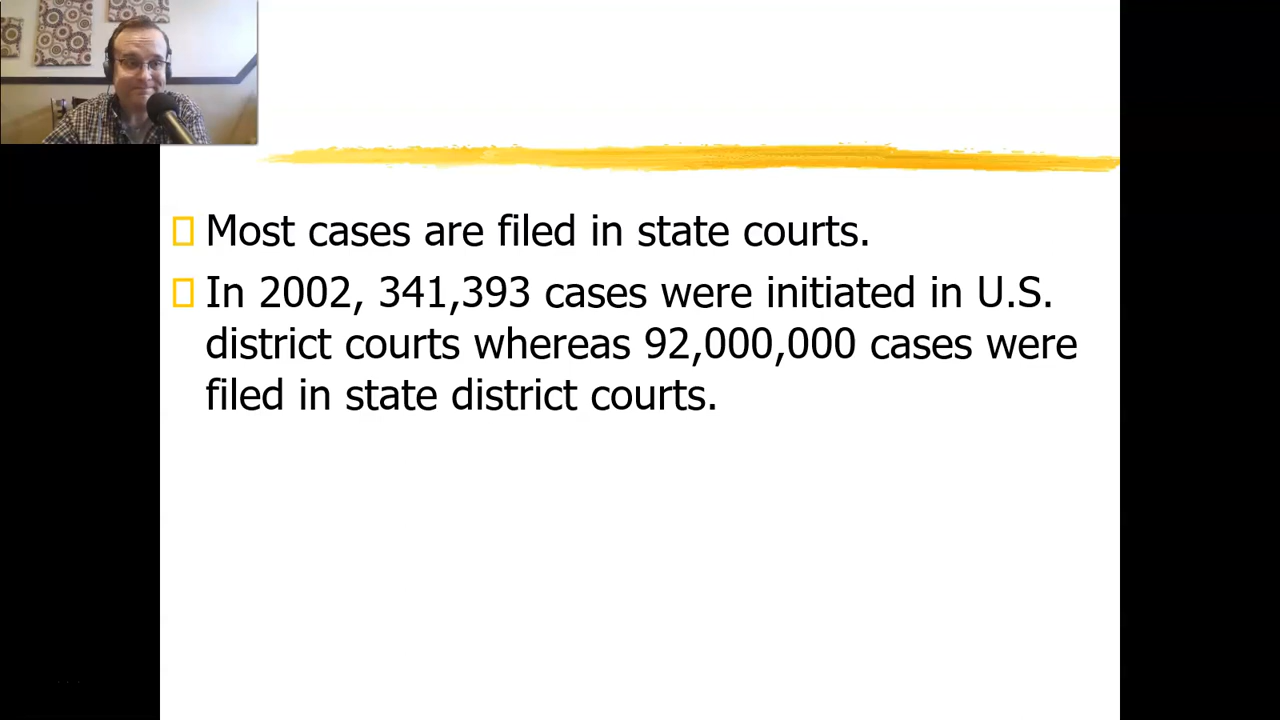 Most cases are filed in state courts.
In 2002, 341,393 cases were initiated in U.S.
district courts whereas 92,000,000 cases were
filed in state district courts.